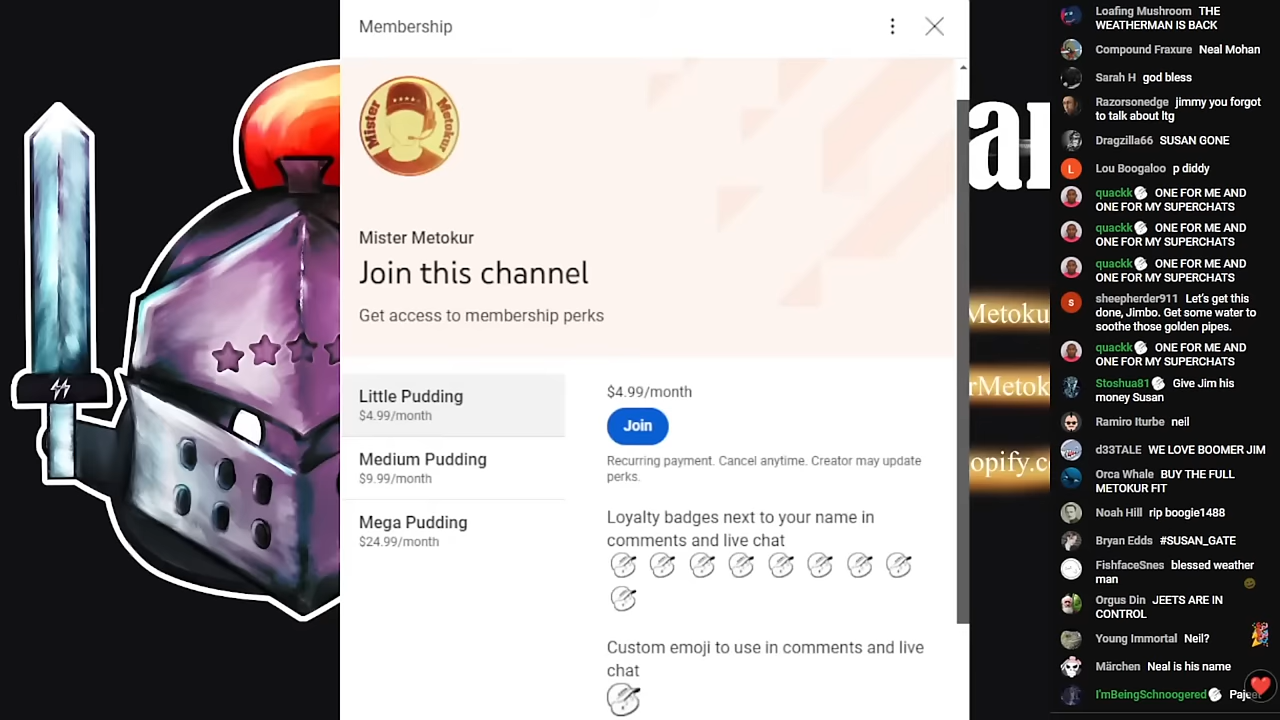 Membership
Mister
Metokur
Mister Metokur
Join this channel
Get access to membership perks
Little Pudding
$4.99/month
Medium Pudding
$9.99/month
Mega Pudding
$24.99/month
$4.99/month
Join
Recurring payment. Cancel anytime. Creator may update
perks.
Loyalty badges next to your name in
comments and live chat
Custom emoji to use in comments and live
chat
Metoku
rMetok
opify.c
Loafing Mushroom THE
WEATHERMAN IS BACK
Compound Fraxure Neal Mohan
Sarah H god bless
Razorsonedge jimmy you forgot
to talk about ltg
Dragzilla66 SUSAN GONE
L
Lou Boogaloo p diddy
quackk ONE FOR ME AND
ONE FOR MY SUPERCHATS
quackk ONE FOR ME AND
ONE FOR MY SUPERCHATS
quackk ONE FOR ME AND
ONE FOR MY SUPERCHATS
S
sheepherder911 Let's get this
done, Jimbo. Get some water to
soothe those golden pipes.
quackk ONE FOR ME AND
ONE FOR MY SUPERCHATS
Stoshua81 Give Jim his
money Susan
Ramiro Iturbe neil
d33TALE WE LOVE BOOMER JIM
Orca Whale BUY THE FULL
METOKUR FIT
Noah Hill rip boogie1488
Bryan Edds #SUSAN_GATE
FishfaceSnes blessed weather
man
Orgus Din JEETS ARE IN
CONTROL
Young Immortal Neil?
Märchen Neal is his name
I'mBeingSchnoogered Pajeet